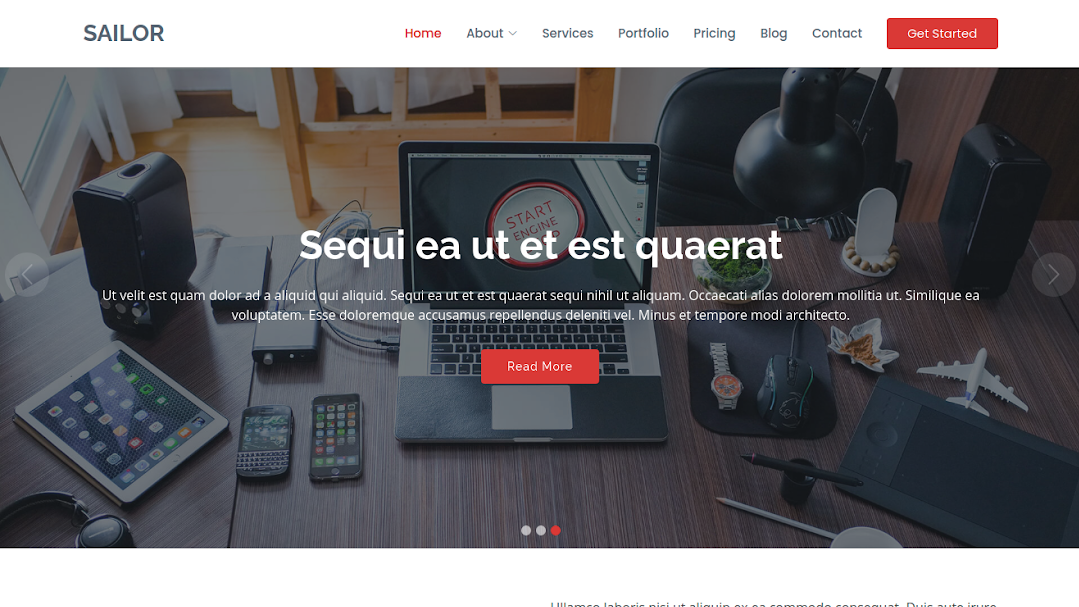 SAILOR
Home About Services Portfolio Pricing Blog Contact Get Started
START
ENGINE
Sequi ea ut et est quaerat
Ut velit est quam dolor ad a aliquid qui aliquid. Sequi ea ut et est quaerat sequi nihil ut aliquam. Occaecati alias dolorem mollitia ut. Similique ea
voluptatem. Esse doloremque accusamus repellendus deleniti vel. Minus et tempore modi architecto.
Read More
Ullamco laboris nisi ut aliquip ex ea commodo consequat. Duis aute irure